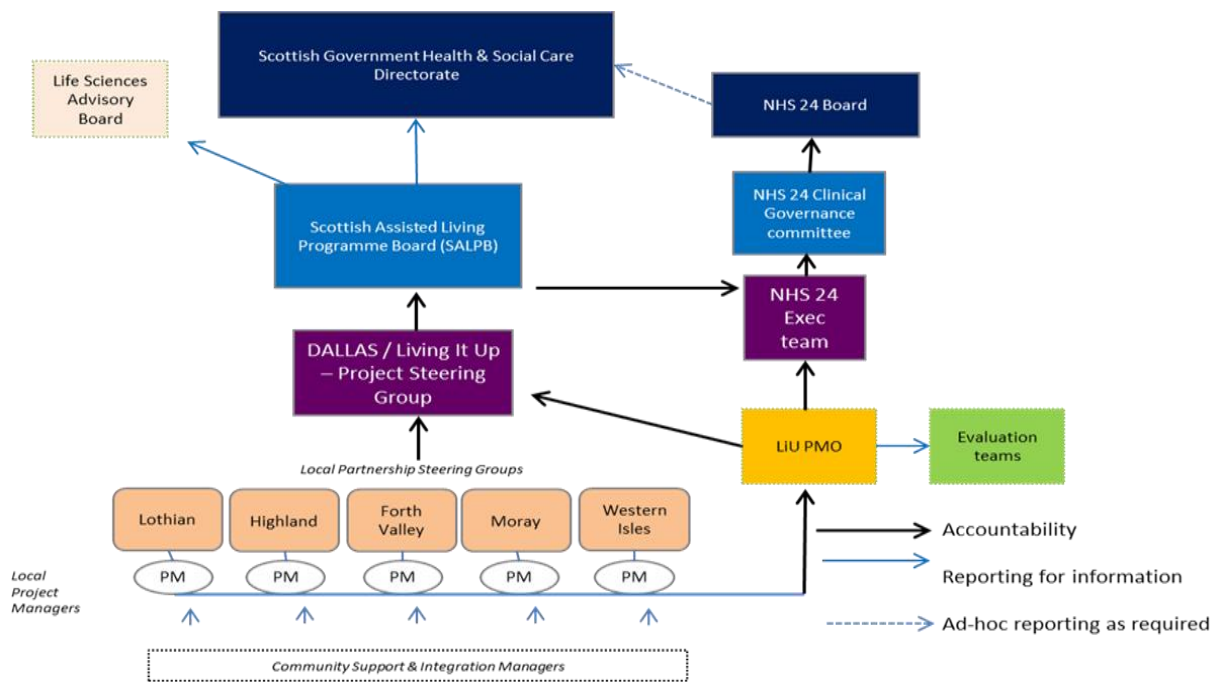 Scottish Government Health & Social Care
Directorate
Life Sciences
Advisory
Board
NHS 24 Board
Scottish Assisted Living
Programme Board (SALPB)
NHS 24 Clinical
Governance
committee
NHS 24
Exec
team
DALLAS / Living It Up
– Project Steering
Group
LiU PMO
Evaluation
teams
Local Partnership Steering Groups
Lothian
Highland
Forth
Valley
Moray
Western
Isles
PM
PM
PM
PM
PM
Local
Project
Managers
Accountability
Reporting for information
Ad-hoc reporting as required
Community Support & Integration Managers